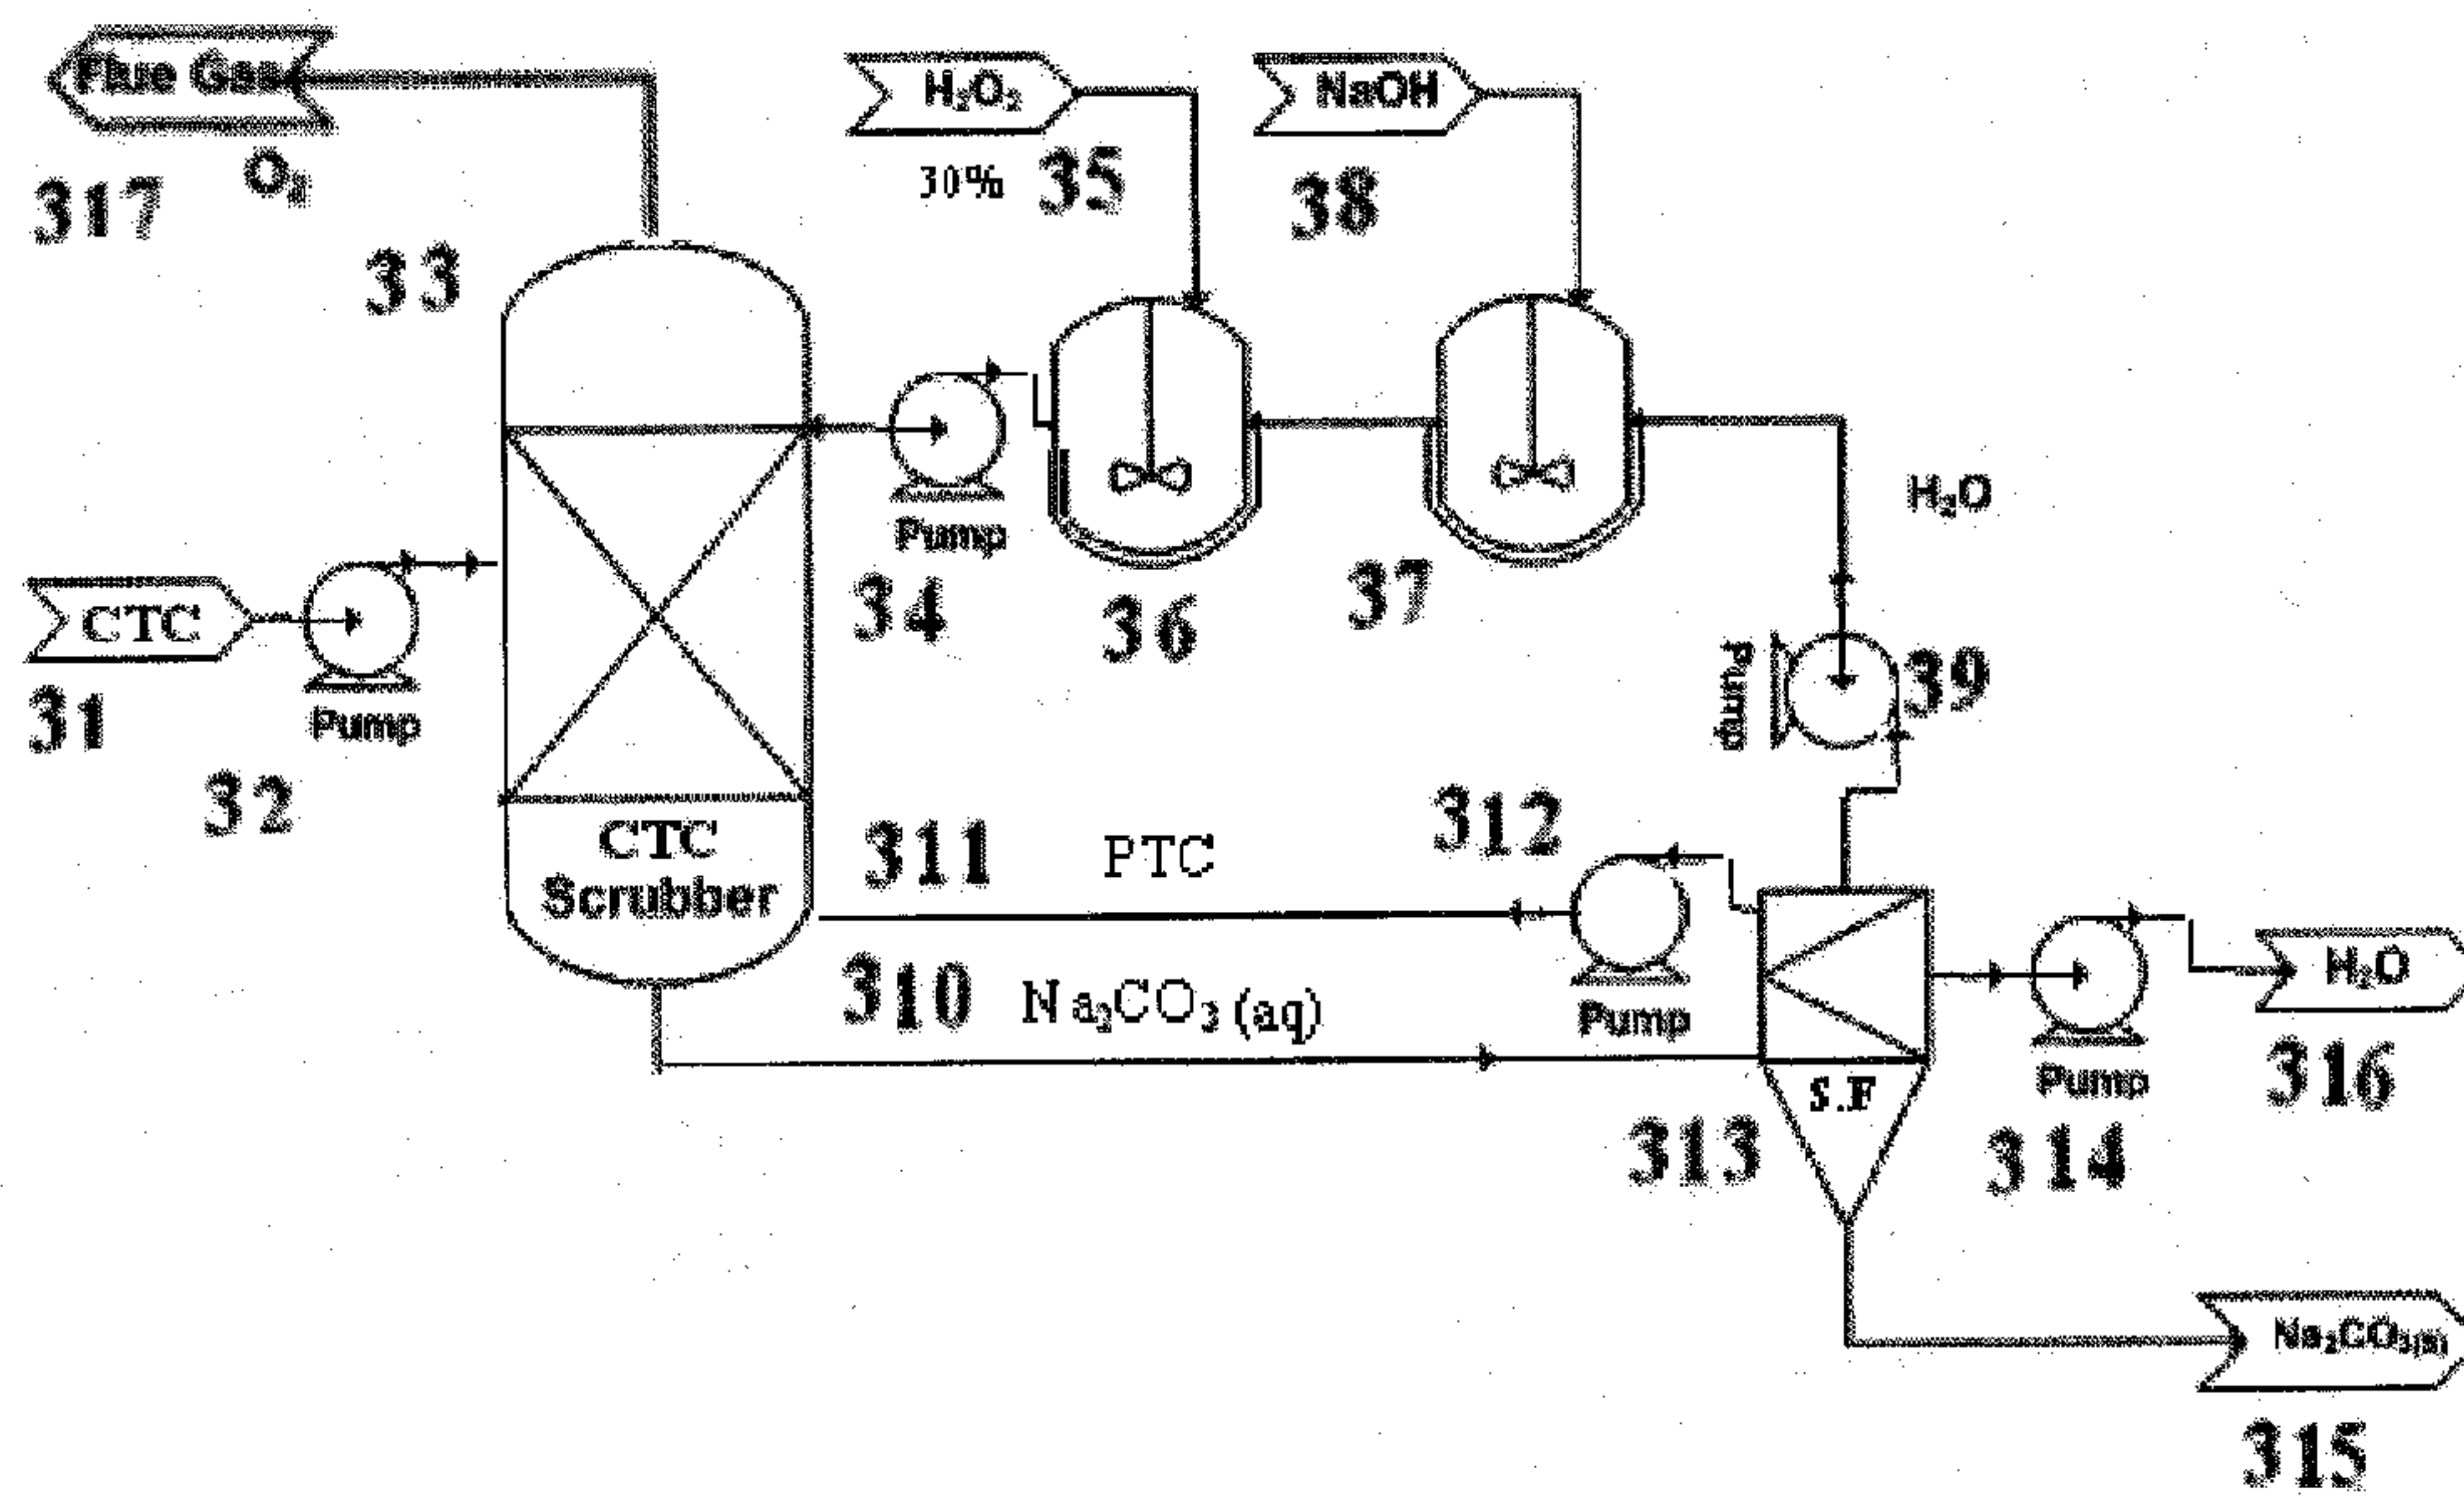 Flue Gas
O₂
317
H₂O₂
30%
35
NaOH
38
33
Pump
34
36
37
H₂O
CTC
31
Pump
32
Pump
39
CTC
Scrubber
311
PTC
312
Pump
310
Na₂CO₃ (aq)
S.F
313
Pump
314
H₂O
316
Na₂CO₃(s)
315